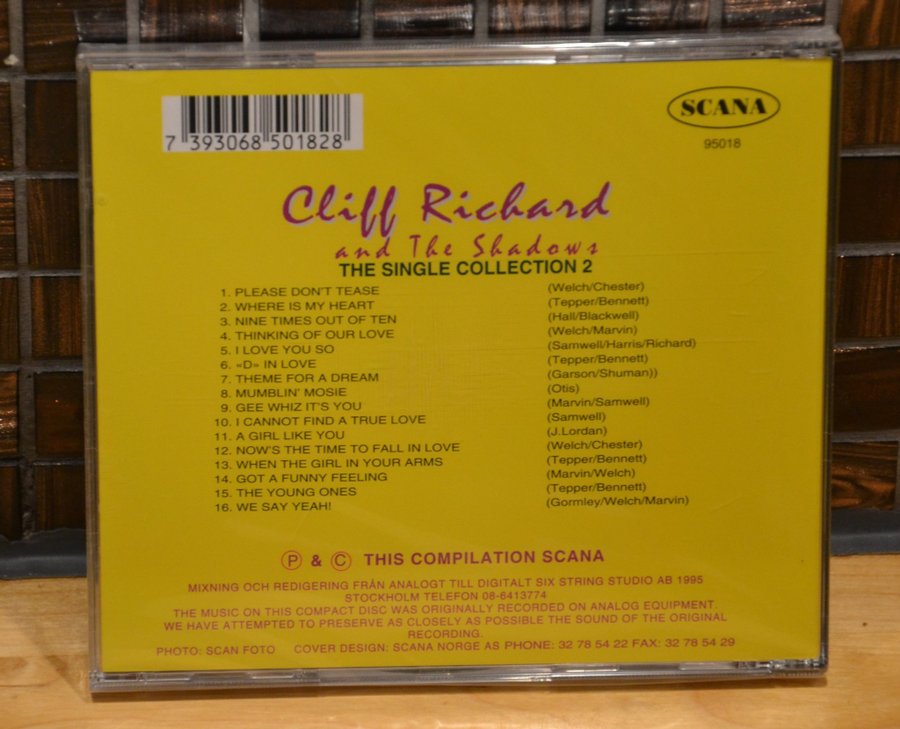 7 393068 501828
SCANA
95018
Cliff Richard
and The Shadows
THE SINGLE COLLECTION 2
1. PLEASE DON'T TEASE (Welch/Chester)
2. WHERE IS MY HEART (Tepper/Bennett)
3. NINE TIMES OUT OF TEN (Hall/Blackwell)
4. THINKING OF OUR LOVE (Welch/Marvin)
5. I LOVE YOU SO (Samwell/Harris/Richard)
6. «D» IN LOVE (Tepper/Bennett)
7. THEME FOR A DREAM (Garson/Shuman))
8. MUMBLIN' MOSIE (Otis)
9. GEE WHIZ IT'S YOU (Marvin/Samwell)
10. I CANNOT FIND A TRUE LOVE (Samwell)
11. A GIRL LIKE YOU (J.Lordan)
12. NOW'S THE TIME TO FALL IN LOVE (Welch/Chester)
13. WHEN THE GIRL IN YOUR ARMS (Tepper/Bennett)
14. GOT A FUNNY FEELING (Marvin/Welch)
15. THE YOUNG ONES (Tepper/Bennett)
16. WE SAY YEAH! (Gormley/Welch/Marvin)
Ⓟ & Ⓒ THIS COMPILATION SCANA
MIXNING OCH REDIGERING FRÅN ANALOGT TILL DIGITALT SIX STRING STUDIO AB 1995
STOCKHOLM TELEFON 08-6413774
THE MUSIC ON THIS COMPACT DISC WAS ORIGINALLY RECORDED ON ANALOG EQUIPMENT.
WE HAVE ATTEMPTED TO PRESERVE AS CLOSELY AS POSSIBLE THE SOUND OF THE ORIGINAL
RECORDING.
PHOTO: SCAN FOTO COVER DESIGN: SCANA NORGE AS PHONE: 32 78 54 22 FAX: 32 78 54 29